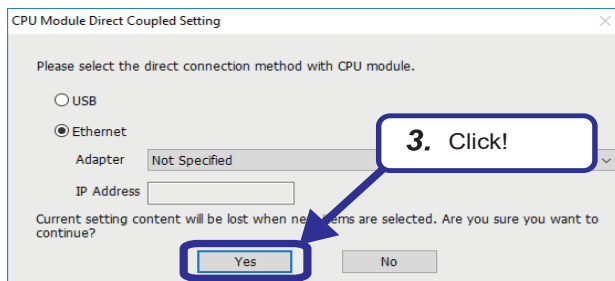 CPU Module Direct Coupled Setting
Please select the direct connection method with CPU module.
USB
Ethernet
3. Click!
Adapter Not Specified
IP Address
Current setting content will be lost when new items are selected. Are you sure you want to
continue?
Yes No